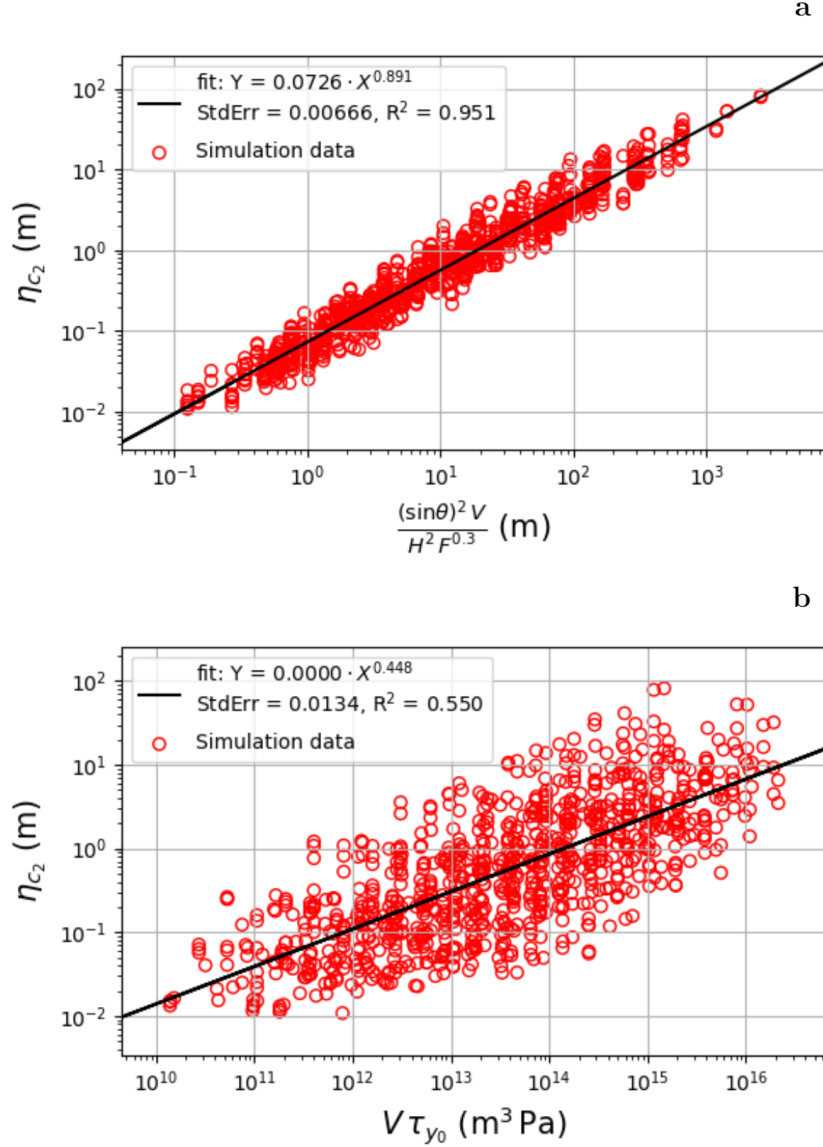 a
fit: Y = 0.0726 · X^0.891
StdErr = 0.00666, R² = 0.951
Simulation data
10²
10¹
10⁰
10⁻¹
10⁻²
η_c₂ (m)
10⁻¹ 10⁰ 10¹ 10² 10³
(sinθ)² V / H² F^0.3 (m)
b
fit: Y = 0.0000 · X^0.448
StdErr = 0.0134, R² = 0.550
Simulation data
10²
10¹
10⁰
10⁻¹
10⁻²
η_c₂ (m)
10¹⁰ 10¹¹ 10¹² 10¹³ 10¹⁴ 10¹⁵ 10¹⁶
V τ_y₀ (m³ Pa)